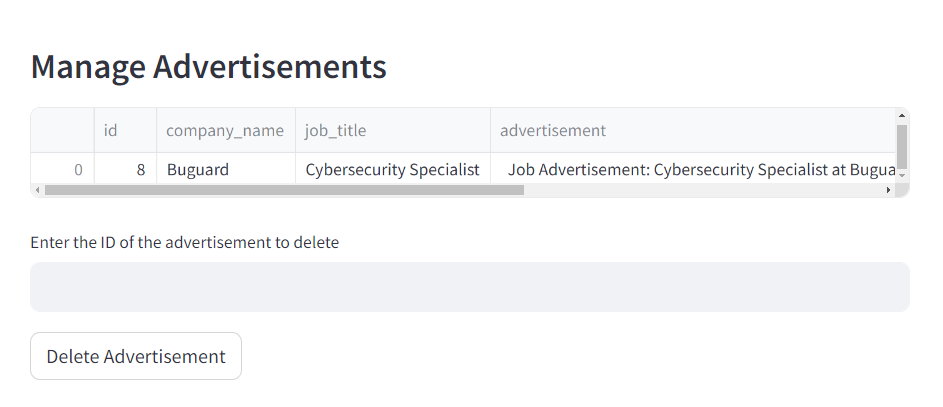 Manage Advertisements
id company_name job_title advertisement
0 8 Buguard Cybersecurity Specialist Job Advertisement: Cybersecurity Specialist at Bugua
Enter the ID of the advertisement to delete
Delete Advertisement